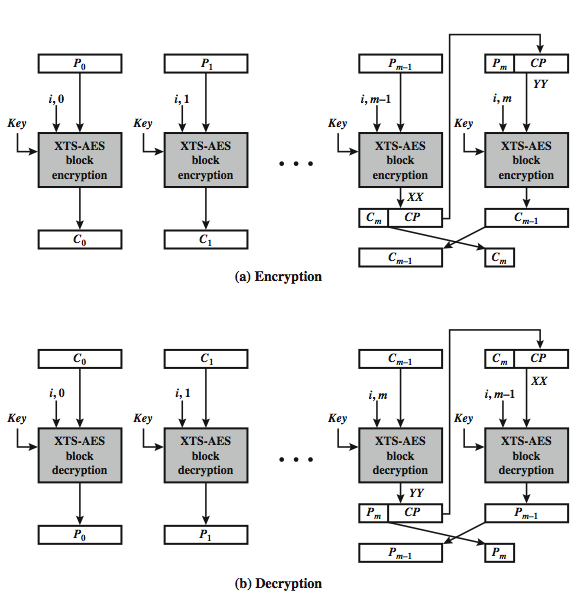 P0 P1 Pm–1 Pm CP
YY
i, 0 i, 1 i, m–1 i, m
Key Key Key Key
XTS-AES XTS-AES XTS-AES XTS-AES
block block block block
encryption encryption encryption encryption
• • •
XX
Cm CP Cm–1
C0 C1 Cm–1 Cm
(a) Encryption
C0 C1 Cm–1 Cm CP
XX
i, 0 i, 1 i, m i, m–1
Key Key Key Key
XTS-AES XTS-AES XTS-AES XTS-AES
block block block block
decryption decryption decryption decryption
• • •
YY
Pm CP Pm–1
P0 P1 Pm–1 Pm
(b) Decryption